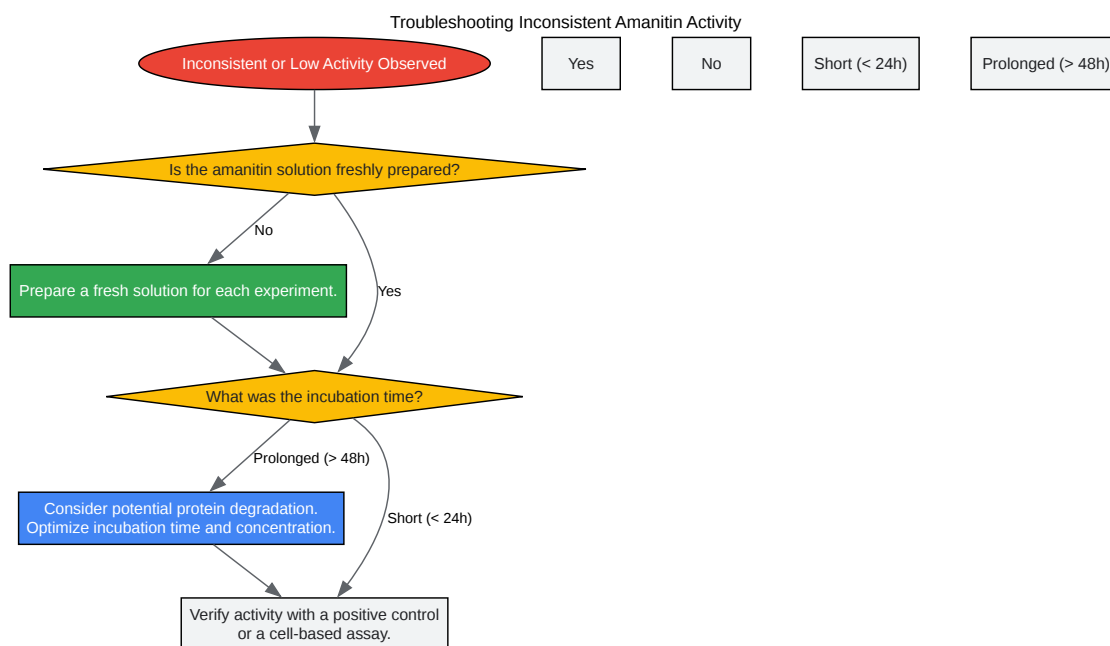 Troubleshooting Inconsistent Amanitin Activity
Inconsistent or Low Activity Observed
Yes
No
Short (< 24h)
Prolonged (> 48h)
Is the amanitin solution freshly prepared?
No
Prepare a fresh solution for each experiment.
Yes
What was the incubation time?
Prolonged (> 48h)
Consider potential protein degradation.
Optimize incubation time and concentration.
Short (< 24h)
Verify activity with a positive control
or a cell-based assay.